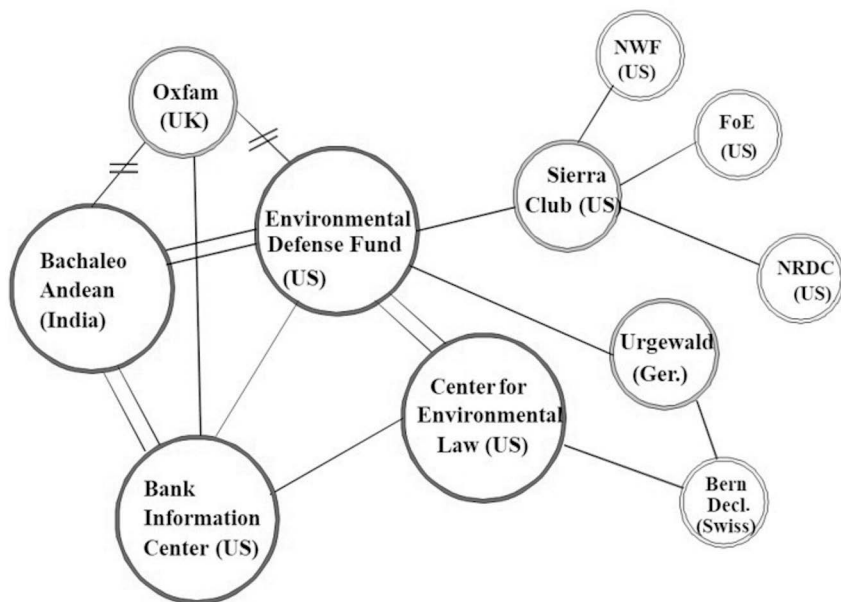 NWF
(US)
Oxfam
(UK)
FoE
(US)
Sierra
Club (US)
Environmental
Defense Fund
(US)
Bachaleo
Andean
(India)
NRDC
(US)
Urgewald
(Ger.)
Center for
Environmental
Law (US)
Bank
Information
Center (US)
Bern
Decl.
(Swiss)